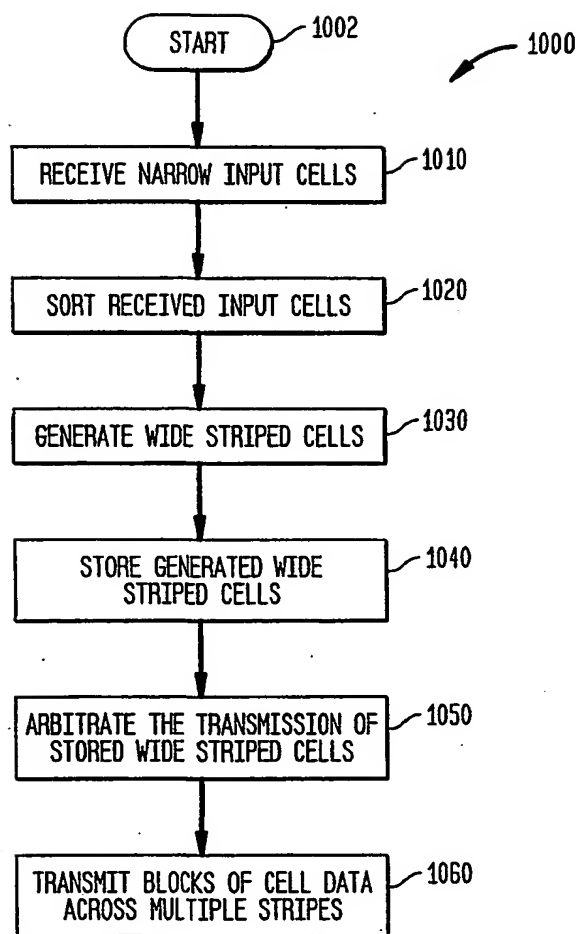 START
1002
1000
RECEIVE NARROW INPUT CELLS
1010
SORT RECEIVED INPUT CELLS
1020
GENERATE WIDE STRIPED CELLS
1030
STORE GENERATED WIDE
STRIPED CELLS
1040
ARBITRATE THE TRANSMISSION OF
STORED WIDE STRIPED CELLS
1050
TRANSMIT BLOCKS OF CELL DATA
ACROSS MULTIPLE STRIPES
1060